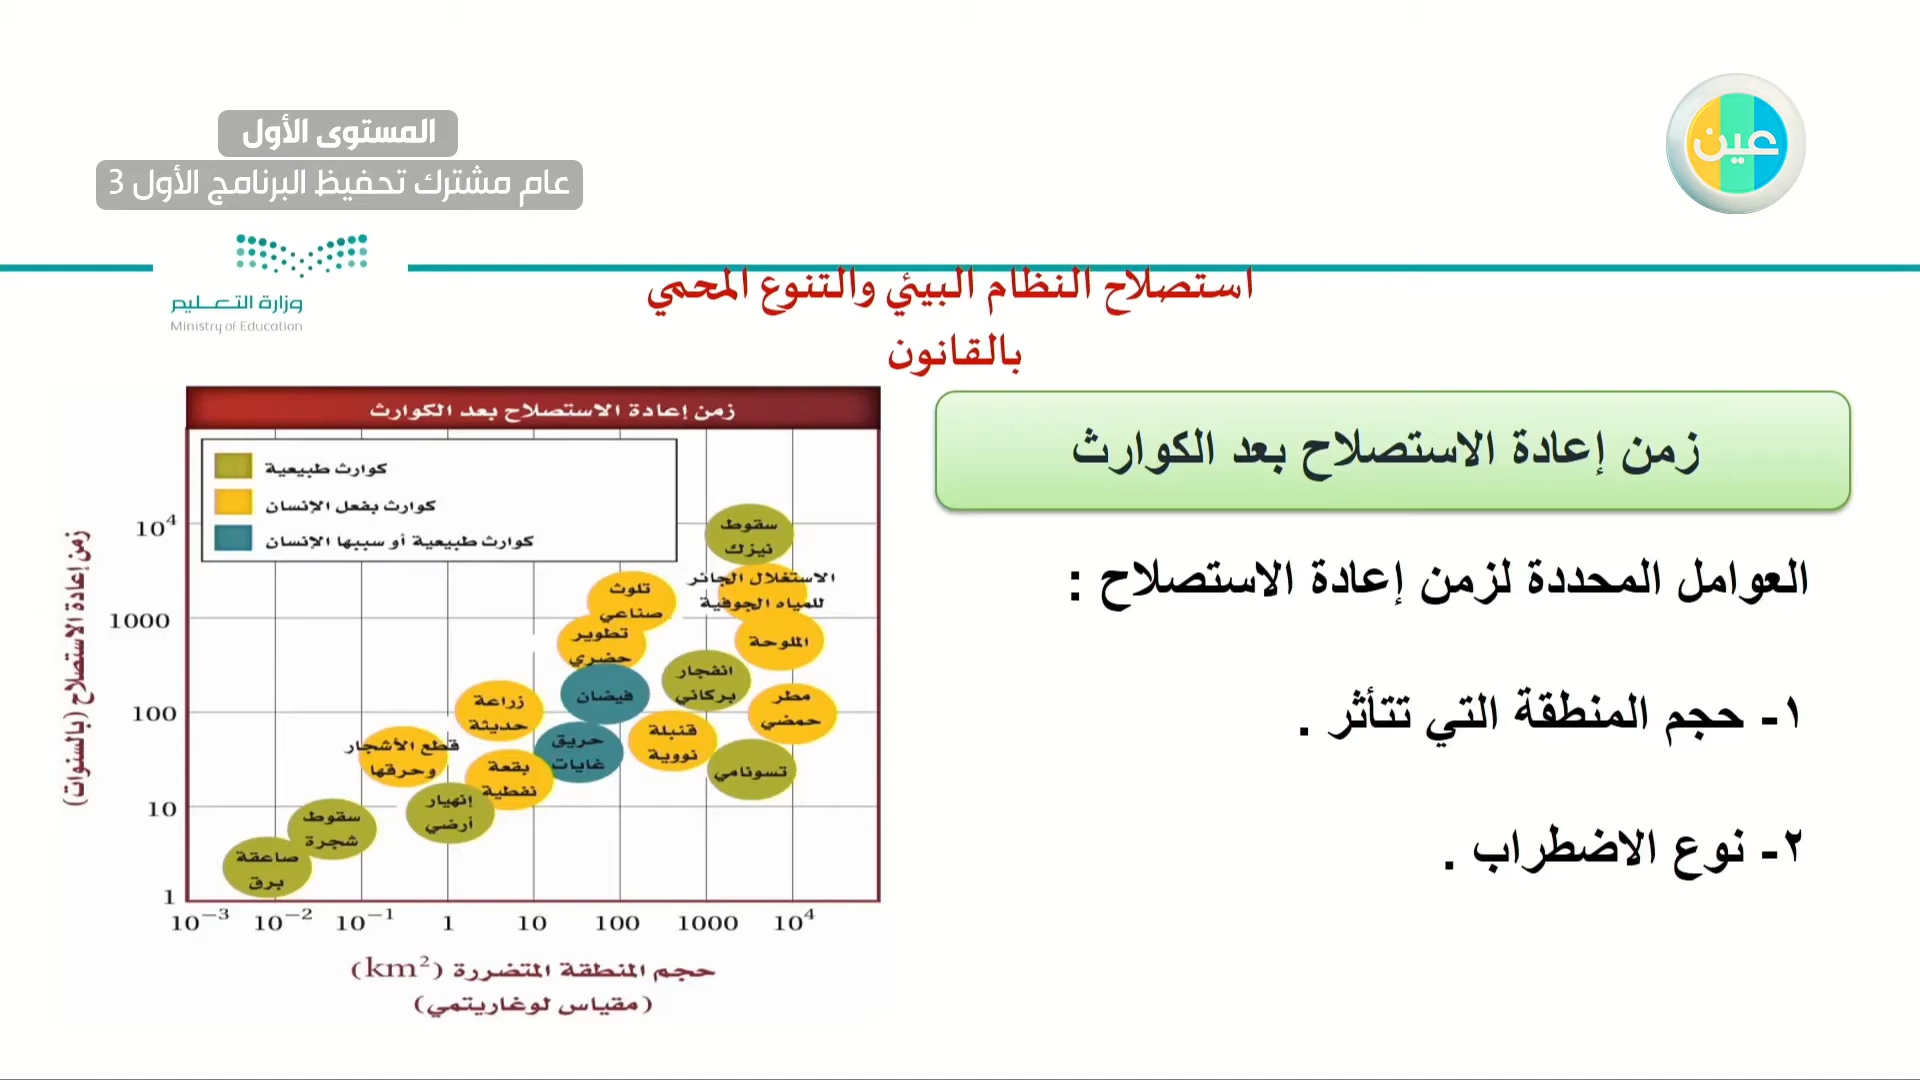 المستوى الأول
عام مشترك تحفيظ البرنامج الأول 3
عين
وزارة التعليم
Ministry of Education
استصلاح النظام البيئي والتنوع المحمي
بالقانون
زمن إعادة الاستصلاح بعد الكوارث
العوامل المحددة لزمن إعادة الاستصلاح :
١- حجم المنطقة التي تتأثر .
٢- نوع الاضطراب .
زمن إعادة الاستصلاح بعد الكوارث
كوارث طبيعية
كوارث بفعل الإنسان
كوارث طبيعية أو سببها الإنسان
زمن إعادة الاستصلاح (بالسنوات)
10⁴
1000
100
10
1
سقوط
نيزك
الاستغلال الجائر
للمياه الجوفية
تلوث
صناعي
تطوير
حضري
الملوحة
انفجار
بركاني
فيضان
زراعة
حديثة
مطر
حمضي
قنبلة
نووية
حريق
غابات
قطع الأشجار
وحرقها
بقعة
نفطية
تسونامي
إنهيار
أرضي
سقوط
شجرة
صاعقة
برق
10⁻³ 10⁻² 10⁻¹ 1 10 100 1000 10⁴
حجم المنطقة المتضررة (km²)
(مقياس لوغاريتمي)